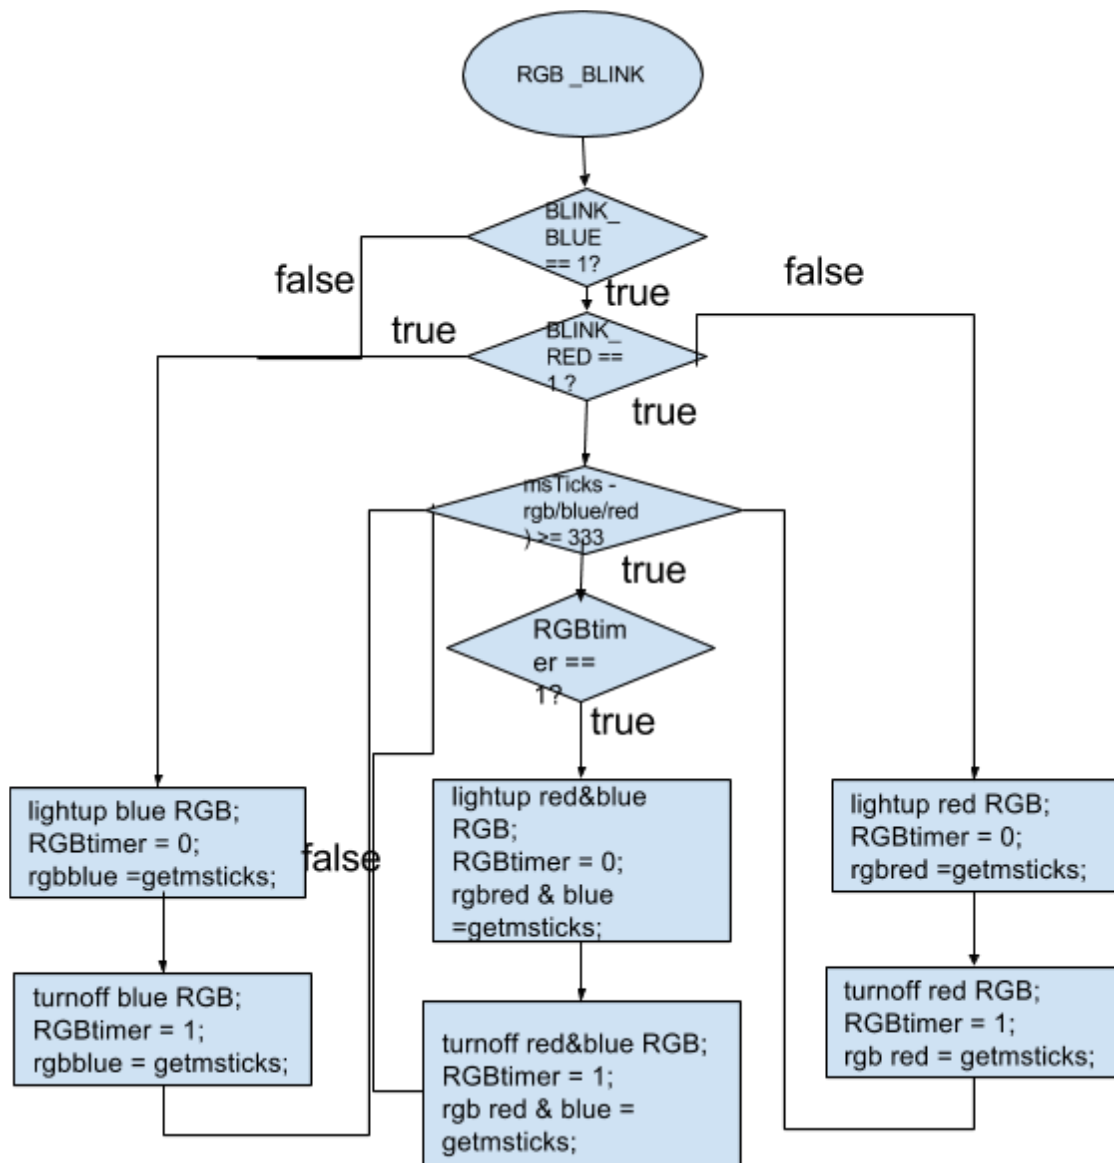 RGB _BLINK
BLINK_
BLUE
== 1?
false
true
false
true
BLINK_
RED ==
1 ?
true
msTicks -
rgb/blue/red
) >= 333
true
RGBtim
er ==
1?
true
lightup blue RGB;
RGBtimer = 0;
rgbblue =getmsticks;
false
lightup red&blue
RGB;
RGBtimer = 0;
rgbred & blue
=getmsticks;
lightup red RGB;
RGBtimer = 0;
rgbred =getmsticks;
turnoff blue RGB;
RGBtimer = 1;
rgbblue = getmsticks;
turnoff red&blue RGB;
RGBtimer = 1;
rgb red & blue =
getmsticks;
turnoff red RGB;
RGBtimer = 1;
rgb red = getmsticks;